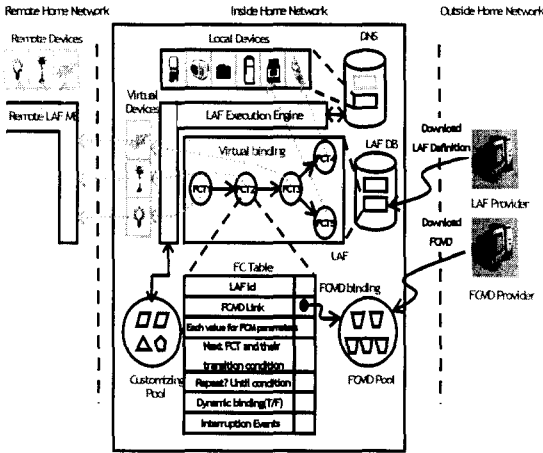 Remote Home Network
Inside Home Network
Outside Home Network
Remote Devices
Local Devices
DNS
Virtual
Devices
Remote LAF ME
LAF Execution Engine
Virtual binding
LAF DB
FCT1
FCT2
FCT3
FCT4
FCT5
LAF
Download
LAF Definition
LAF Provider
Download
FCMD
FCMD Provider
FC Table
LAF id
FCMD Link
Each value for FCM parameters
Next FCT and their
transition condition
Repeat? Until condition
Dynamic binding(T/F)
Interruption Events
FCMD binding
Customizing
Pool
FCMD Pool